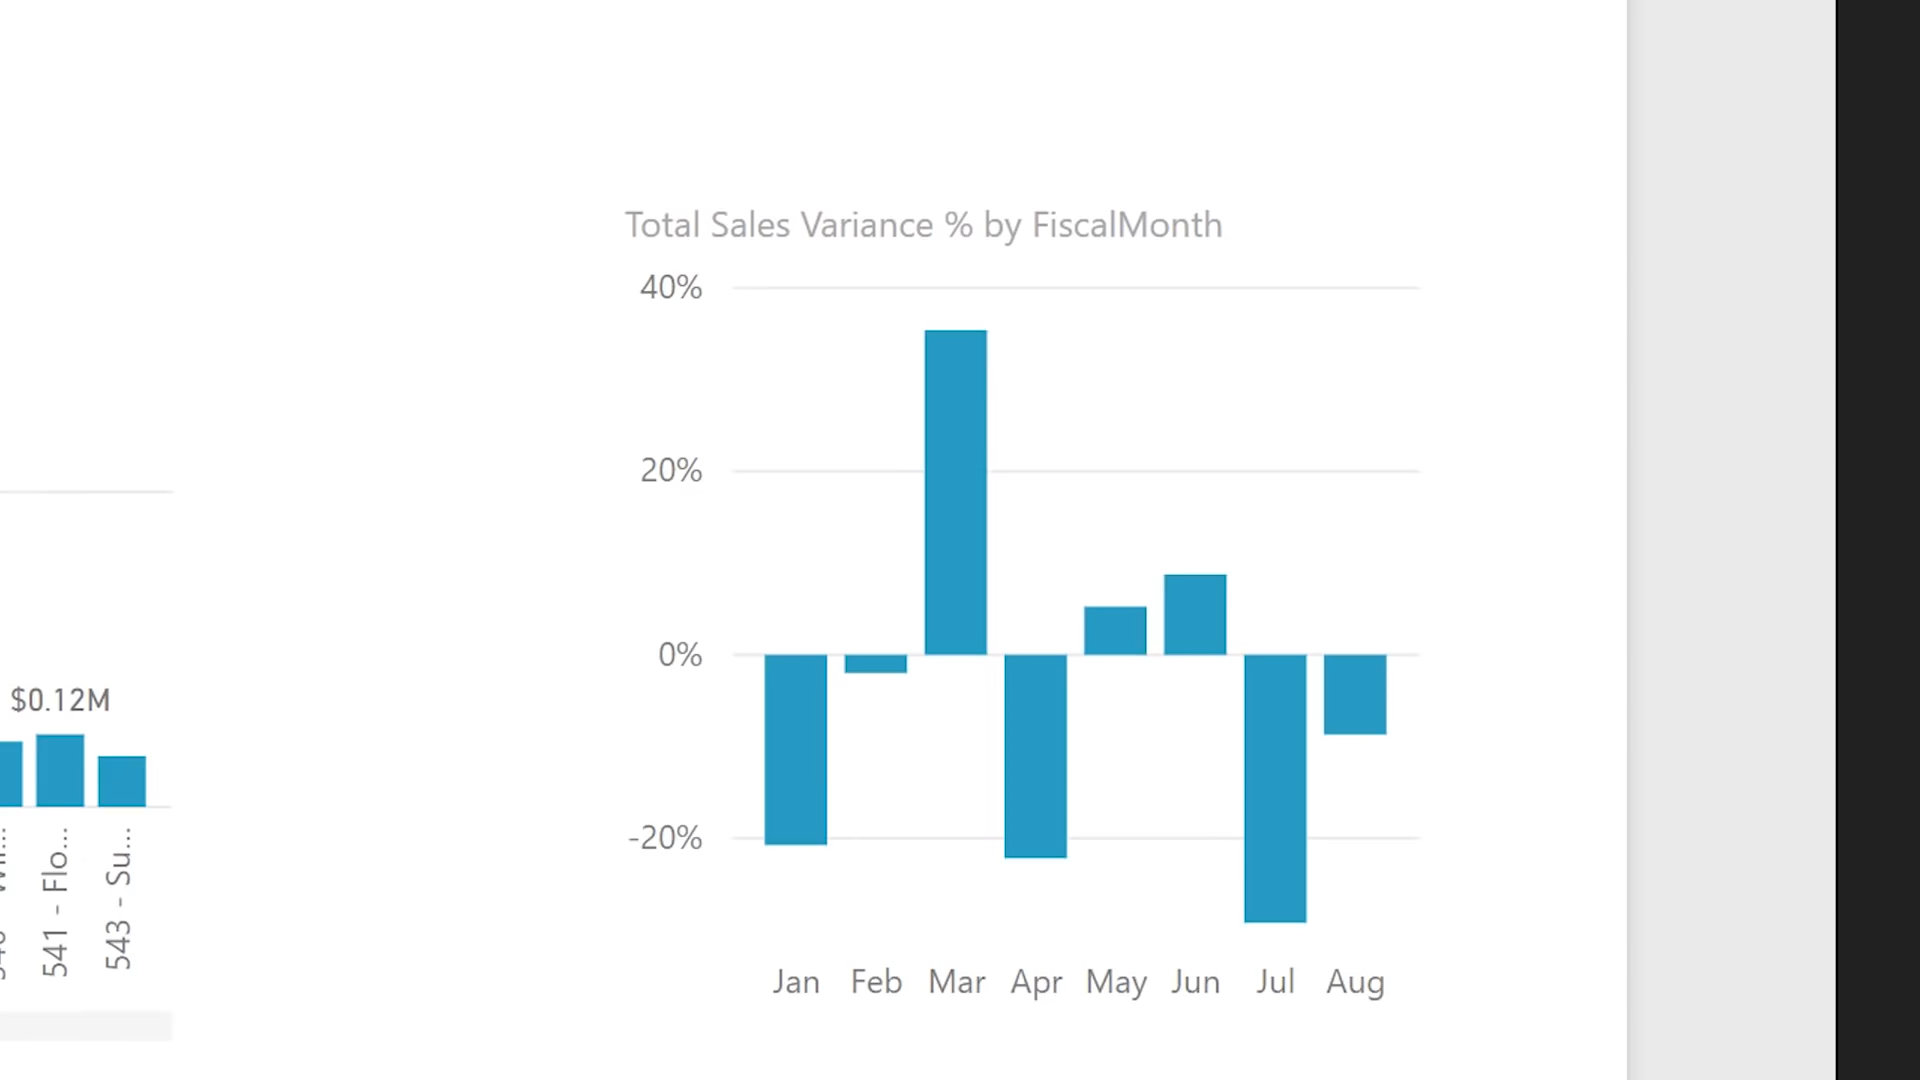 Total Sales Variance % by FiscalMonth
40%
20%
0%
-20%
Jan Feb Mar Apr May Jun Jul Aug
$0.12M
541 - Flo...
543 - Su...